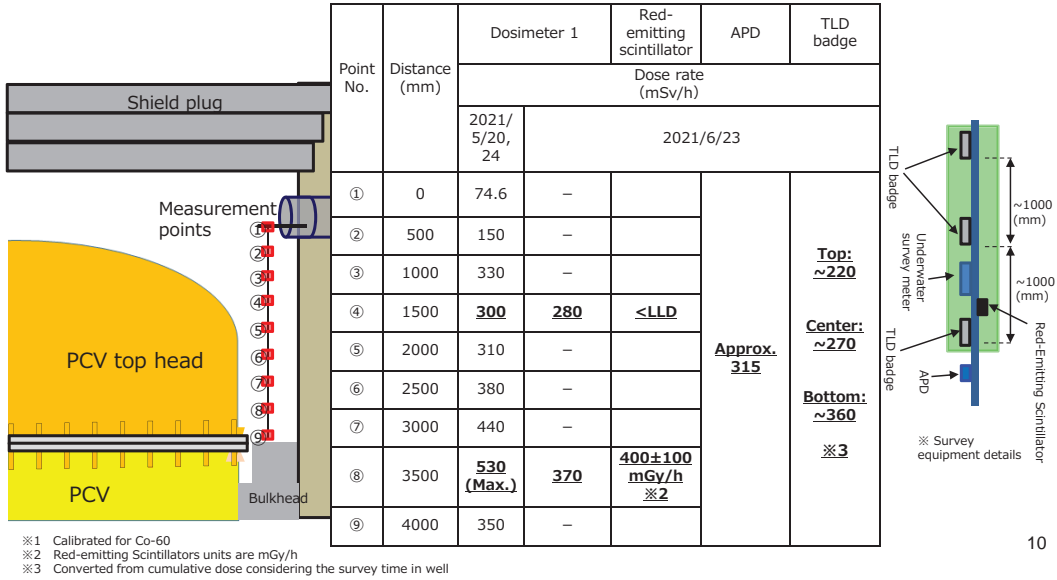 Shield plug
Measurement
points
①
②
③
④
⑤
⑥
⑦
⑧
⑨
PCV top head
PCV
Bulkhead
Point No. Distance (mm) Dosimeter 1 Red-emitting scintillator APD TLD badge
Dose rate
(mSv/h)
2021/5/20, 24 2021/6/23
① 0 74.6 –
② 500 150 –
③ 1000 330 –
④ 1500 300 280 <LLD
⑤ 2000 310 –
⑥ 2500 380 –
⑦ 3000 440 –
⑧ 3500 530 (Max.) 370 400±100 mGy/h ※2
⑨ 4000 350 –
Approx.
315
Top:
~220
Center:
~270
Bottom:
~360
※3
TLD badge
Underwater
survey meter
TLD badge
APD
~1000
(mm)
~1000
(mm)
Red-Emitting Scintillator
※ Survey
equipment details
※1 Calibrated for Co-60
※2 Red-emitting Scintillators units are mGy/h
※3 Converted from cumulative dose considering the survey time in well
10